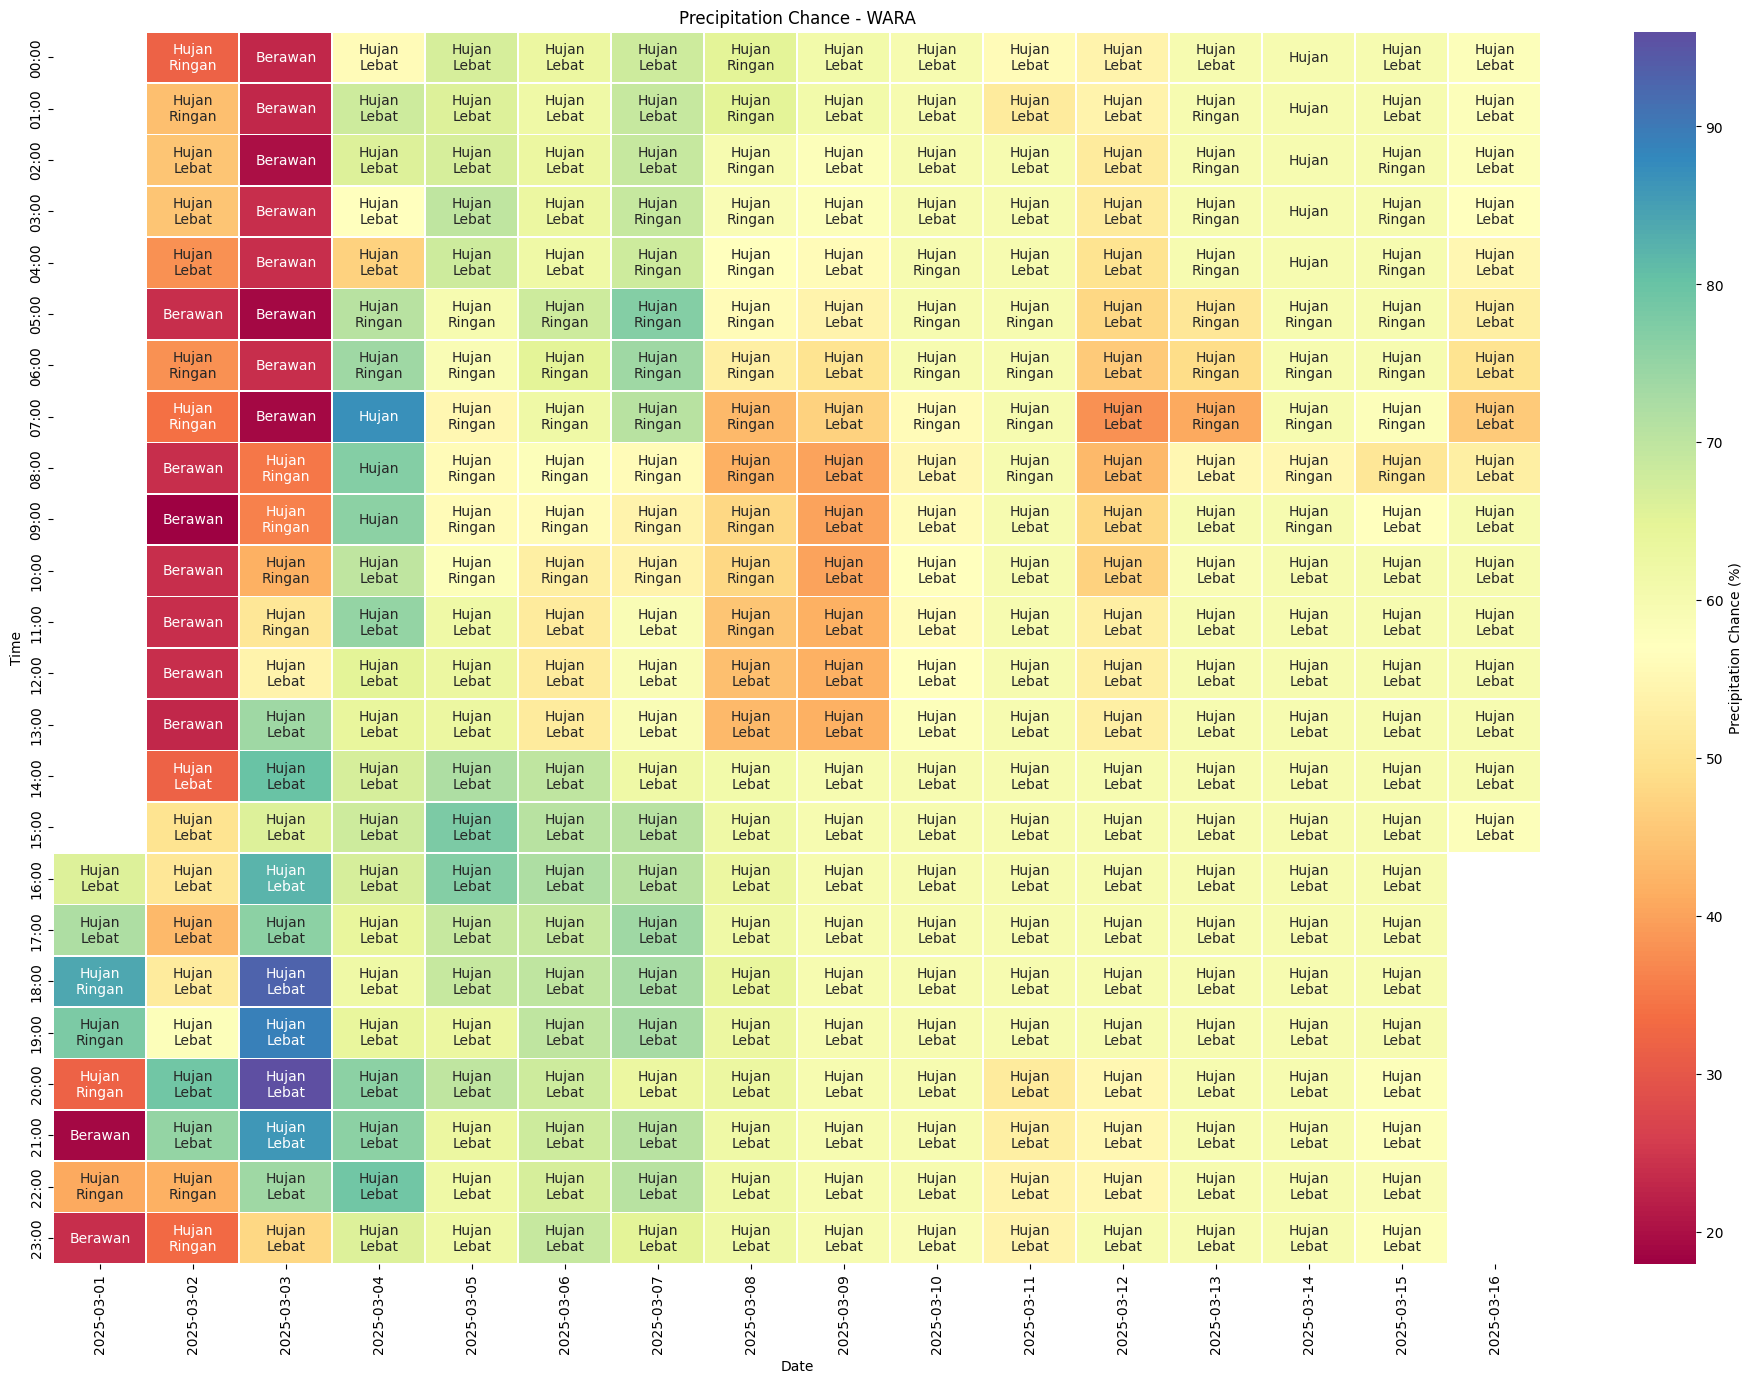 Precipitation Chance - WARA
00:00 Hujan Ringan Berawan Hujan Lebat Hujan Lebat Hujan Lebat Hujan Lebat Hujan Ringan Hujan Lebat Hujan Lebat Hujan Lebat Hujan Lebat Hujan Lebat Hujan Hujan Lebat Hujan Lebat
01:00 Hujan Ringan Berawan Hujan Lebat Hujan Lebat Hujan Lebat Hujan Lebat Hujan Ringan Hujan Lebat Hujan Lebat Hujan Lebat Hujan Lebat Hujan Ringan Hujan Hujan Lebat Hujan Lebat
02:00 Hujan Lebat Berawan Hujan Lebat Hujan Lebat Hujan Lebat Hujan Lebat Hujan Ringan Hujan Lebat Hujan Lebat Hujan Lebat Hujan Lebat Hujan Ringan Hujan Hujan Ringan Hujan Lebat
03:00 Hujan Lebat Berawan Hujan Lebat Hujan Lebat Hujan Lebat Hujan Ringan Hujan Ringan Hujan Lebat Hujan Lebat Hujan Lebat Hujan Lebat Hujan Ringan Hujan Hujan Ringan Hujan Lebat
04:00 Hujan Lebat Berawan Hujan Lebat Hujan Lebat Hujan Lebat Hujan Ringan Hujan Ringan Hujan Lebat Hujan Ringan Hujan Lebat Hujan Lebat Hujan Ringan Hujan Hujan Ringan Hujan Lebat
05:00 Berawan Berawan Hujan Ringan Hujan Ringan Hujan Ringan Hujan Ringan Hujan Ringan Hujan Lebat Hujan Ringan Hujan Ringan Hujan Lebat Hujan Ringan Hujan Ringan Hujan Ringan Hujan Lebat
06:00 Hujan Ringan Berawan Hujan Ringan Hujan Ringan Hujan Ringan Hujan Ringan Hujan Ringan Hujan Lebat Hujan Ringan Hujan Ringan Hujan Lebat Hujan Ringan Hujan Ringan Hujan Ringan Hujan Lebat
07:00 Hujan Ringan Berawan Hujan Hujan Ringan Hujan Ringan Hujan Ringan Hujan Ringan Hujan Lebat Hujan Ringan Hujan Ringan Hujan Lebat Hujan Ringan Hujan Ringan Hujan Ringan Hujan Lebat
08:00 Berawan Hujan Ringan Hujan Hujan Ringan Hujan Ringan Hujan Ringan Hujan Ringan Hujan Lebat Hujan Lebat Hujan Ringan Hujan Lebat Hujan Lebat Hujan Ringan Hujan Ringan Hujan Lebat
09:00 Berawan Hujan Ringan Hujan Hujan Ringan Hujan Ringan Hujan Ringan Hujan Ringan Hujan Lebat Hujan Lebat Hujan Lebat Hujan Lebat Hujan Lebat Hujan Ringan Hujan Lebat Hujan Lebat
10:00 Berawan Hujan Ringan Hujan Lebat Hujan Ringan Hujan Ringan Hujan Ringan Hujan Ringan Hujan Lebat Hujan Lebat Hujan Lebat Hujan Lebat Hujan Lebat Hujan Lebat Hujan Lebat Hujan Lebat
11:00 Berawan Hujan Ringan Hujan Lebat Hujan Lebat Hujan Lebat Hujan Lebat Hujan Ringan Hujan Lebat Hujan Lebat Hujan Lebat Hujan Lebat Hujan Lebat Hujan Lebat Hujan Lebat Hujan Lebat
12:00 Berawan Hujan Lebat Hujan Lebat Hujan Lebat Hujan Lebat Hujan Lebat Hujan Lebat Hujan Lebat Hujan Lebat Hujan Lebat Hujan Lebat Hujan Lebat Hujan Lebat Hujan Lebat Hujan Lebat
13:00 Berawan Hujan Lebat Hujan Lebat Hujan Lebat Hujan Lebat Hujan Lebat Hujan Lebat Hujan Lebat Hujan Lebat Hujan Lebat Hujan Lebat Hujan Lebat Hujan Lebat Hujan Lebat Hujan Lebat
14:00 Hujan Lebat Hujan Lebat Hujan Lebat Hujan Lebat Hujan Lebat Hujan Lebat Hujan Lebat Hujan Lebat Hujan Lebat Hujan Lebat Hujan Lebat Hujan Lebat Hujan Lebat Hujan Lebat Hujan Lebat
15:00 Hujan Lebat Hujan Lebat Hujan Lebat Hujan Lebat Hujan Lebat Hujan Lebat Hujan Lebat Hujan Lebat Hujan Lebat Hujan Lebat Hujan Lebat Hujan Lebat Hujan Lebat Hujan Lebat Hujan Lebat
16:00 Hujan Lebat Hujan Lebat Hujan Lebat Hujan Lebat Hujan Lebat Hujan Lebat Hujan Lebat Hujan Lebat Hujan Lebat Hujan Lebat Hujan Lebat Hujan Lebat Hujan Lebat Hujan Lebat Hujan Lebat
17:00 Hujan Lebat Hujan Lebat Hujan Lebat Hujan Lebat Hujan Lebat Hujan Lebat Hujan Lebat Hujan Lebat Hujan Lebat Hujan Lebat Hujan Lebat Hujan Lebat Hujan Lebat Hujan Lebat Hujan Lebat
18:00 Hujan Ringan Hujan Lebat Hujan Lebat Hujan Lebat Hujan Lebat Hujan Lebat Hujan Lebat Hujan Lebat Hujan Lebat Hujan Lebat Hujan Lebat Hujan Lebat Hujan Lebat Hujan Lebat Hujan Lebat
19:00 Hujan Ringan Hujan Lebat Hujan Lebat Hujan Lebat Hujan Lebat Hujan Lebat Hujan Lebat Hujan Lebat Hujan Lebat Hujan Lebat Hujan Lebat Hujan Lebat Hujan Lebat Hujan Lebat Hujan Lebat
20:00 Hujan Ringan Hujan Lebat Hujan Lebat Hujan Lebat Hujan Lebat Hujan Lebat Hujan Lebat Hujan Lebat Hujan Lebat Hujan Lebat Hujan Lebat Hujan Lebat Hujan Lebat Hujan Lebat Hujan Lebat
21:00 Berawan Hujan Lebat Hujan Lebat Hujan Lebat Hujan Lebat Hujan Lebat Hujan Lebat Hujan Lebat Hujan Lebat Hujan Lebat Hujan Lebat Hujan Lebat Hujan Lebat Hujan Lebat Hujan Lebat
22:00 Hujan Ringan Hujan Ringan Hujan Lebat Hujan Lebat Hujan Lebat Hujan Lebat Hujan Lebat Hujan Lebat Hujan Lebat Hujan Lebat Hujan Lebat Hujan Lebat Hujan Lebat Hujan Lebat Hujan Lebat
23:00 Berawan Hujan Ringan Hujan Lebat Hujan Lebat Hujan Lebat Hujan Lebat Hujan Lebat Hujan Lebat Hujan Lebat Hujan Lebat Hujan Lebat Hujan Lebat Hujan Lebat Hujan Lebat Hujan Lebat
Time
2025-03-01
2025-03-02
2025-03-03
2025-03-04
2025-03-05
2025-03-06
2025-03-07
2025-03-08
2025-03-09
2025-03-10
2025-03-11
2025-03-12
2025-03-13
2025-03-14
2025-03-15
2025-03-16
Date
90
80
70
60
50
40
30
20
Precipitation Chance (%)